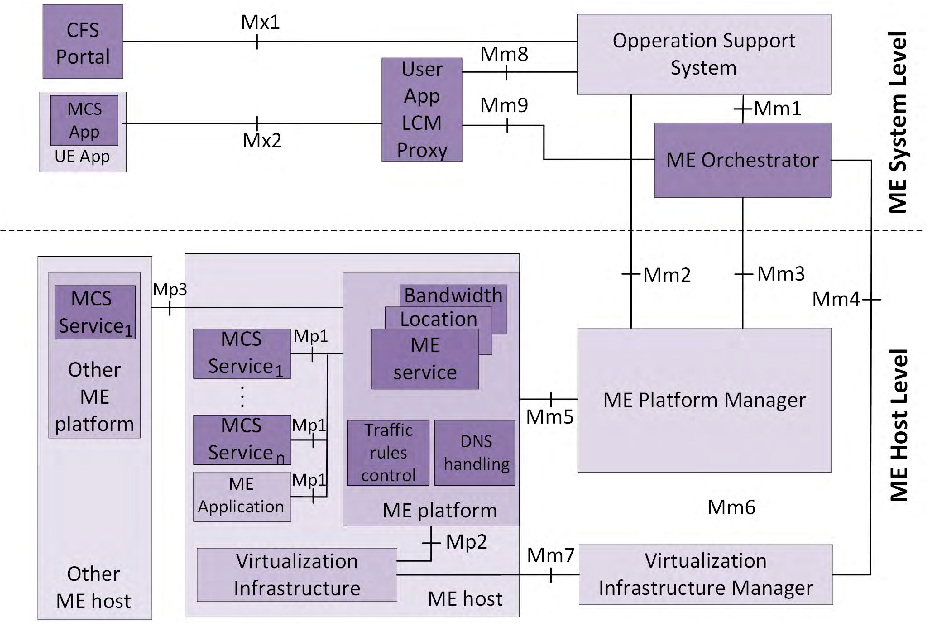 CFS
Portal
Mx1
Opperation Support
System
MCS
App
UE App
Mx2
User
App
LCM
Proxy
Mm8
Mm9
Mm1
ME Orchestrator
ME System Level
Mm2
Mm3
Mm4
MCS
Service1
Other
ME
platform
Other
ME host
Mp3
MCS
Service1
Mp1
⋮
MCS
Servicen
Mp1
ME
Application
Mp1
Bandwidth
Location
ME
service
Traffic
rules
control
DNS
handling
ME platform
Mp2
Virtualization
Infrastructure
ME host
Mm5
ME Platform Manager
Mm6
Mm7
Virtualization
Infrastructure Manager
ME Host Level